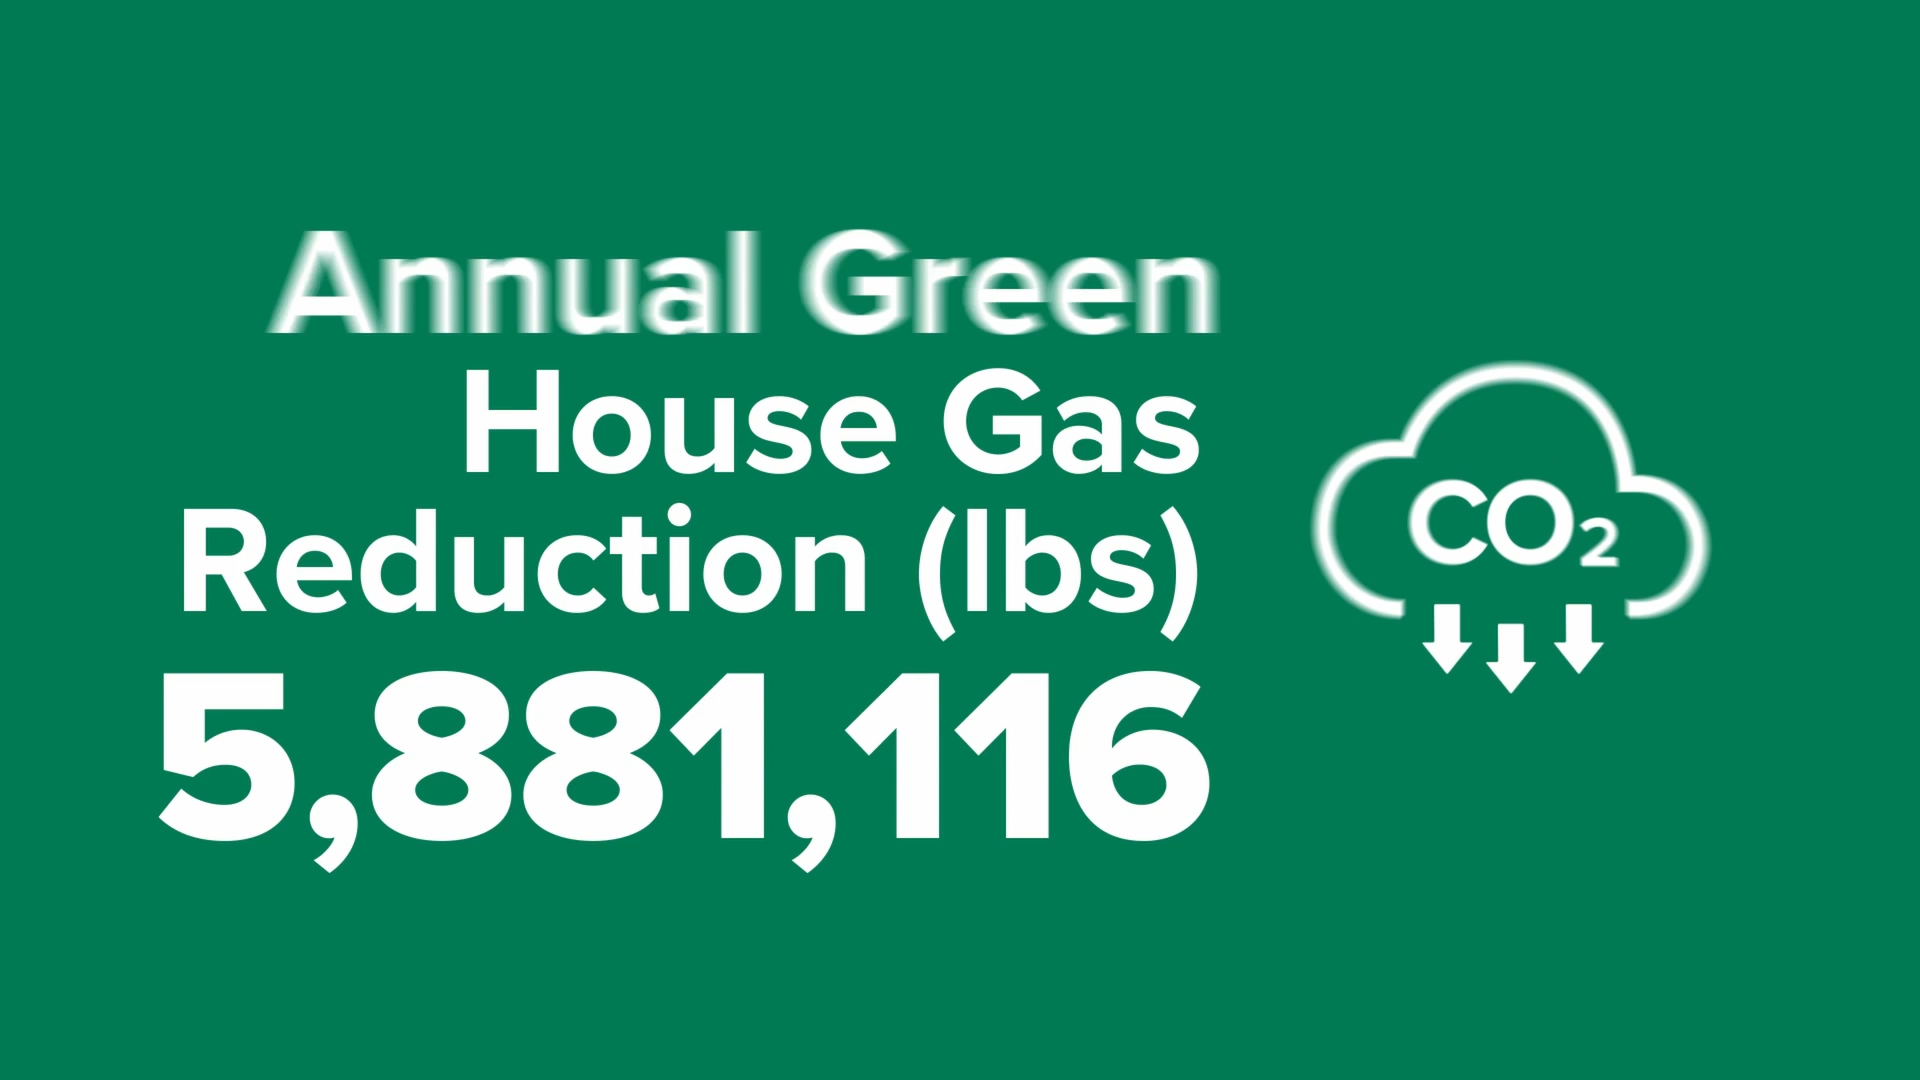 Annual Green
House Gas
Reduction (lbs)
5,881,116
CO₂